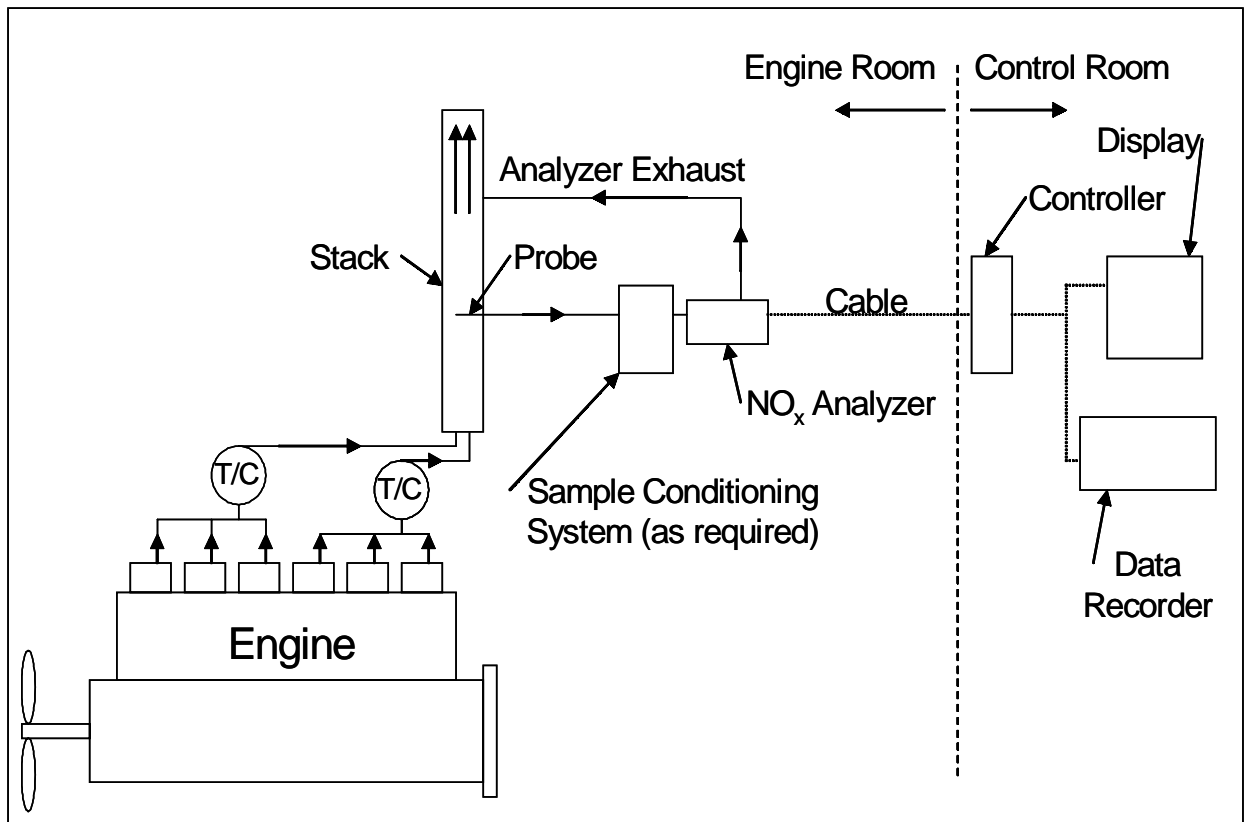 Engine Room
Control Room
Display
Analyzer Exhaust
Controller
Stack
Probe
Cable
NOx Analyzer
T/C
T/C
Sample Conditioning
System (as required)
Data
Recorder
Engine